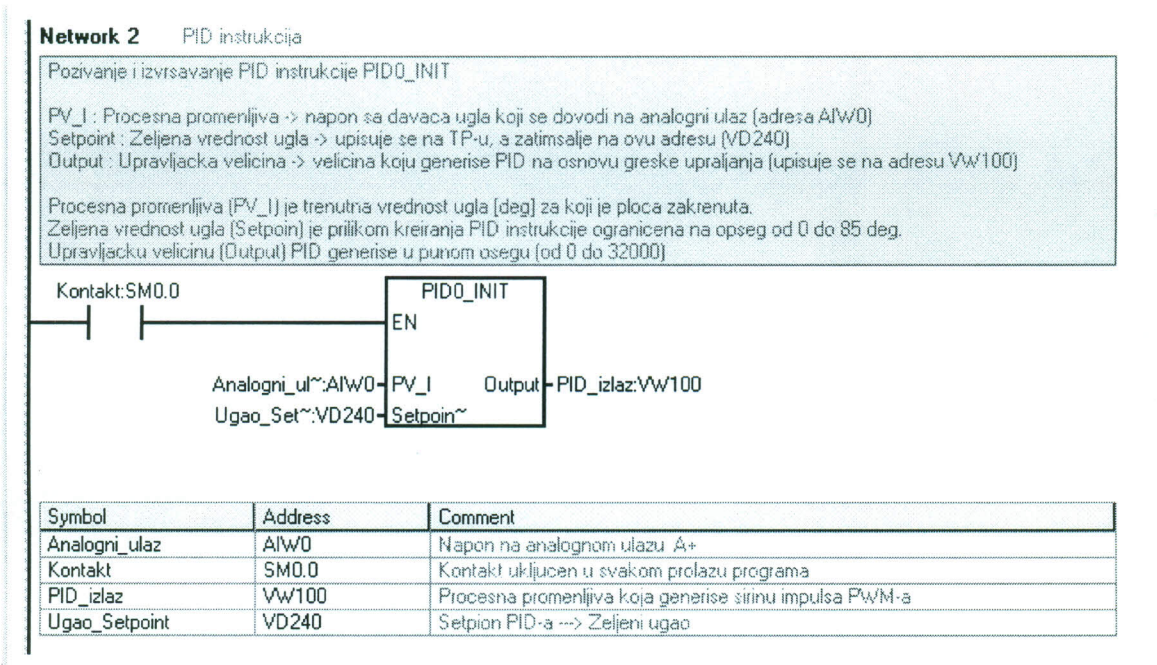 Network 2 PID instrukcija
Pozivanje i izvrsavanje PID instrukcije PID0_INIT
PV_I : Procesna promenljiva -> napon sa davaca ugla koji se dovodi na analogni ulaz (adresa AIW0)
Setpoint : Zeljena vrednost ugla -> upisuje se na TP-u, a zatimsalje na ovu adresu (VD240)
Output : Upravljacka velicina -> velicina koju generise PID na osnovu greske upraljanja (upisuje se na adresu VW100)
Procesna promenljiva (PV_I) je trenutna vrednost ugla [deg] za koji je ploca zakrenuta.
Zeljena vrednost ugla (Setpoin) je prilikom kreiranja PID instrukcije ogranicena na opseg od 0 do 85 deg.
Upravljacku velicinu (Output) PID generise u punom osegu (od 0 do 32000)
Kontakt:SM0.0
PID0_INIT
EN
Analogni_ul~:AIW0 PV_I Output PID_izlaz:VW100
Ugao_Set~:VD240 Setpoin~
Symbol Address Comment
Analogni_ulaz AIW0 Napon na analognom ulazu A+
Kontakt SM0.0 Kontakt ukljucen u svakom prolazu programa
PID_izlaz VW100 Procesna promenljiva koja generise sirinu impulsa PWM-a
Ugao_Setpoint VD240 Setpion PID-a ---> Zeljeni ugao